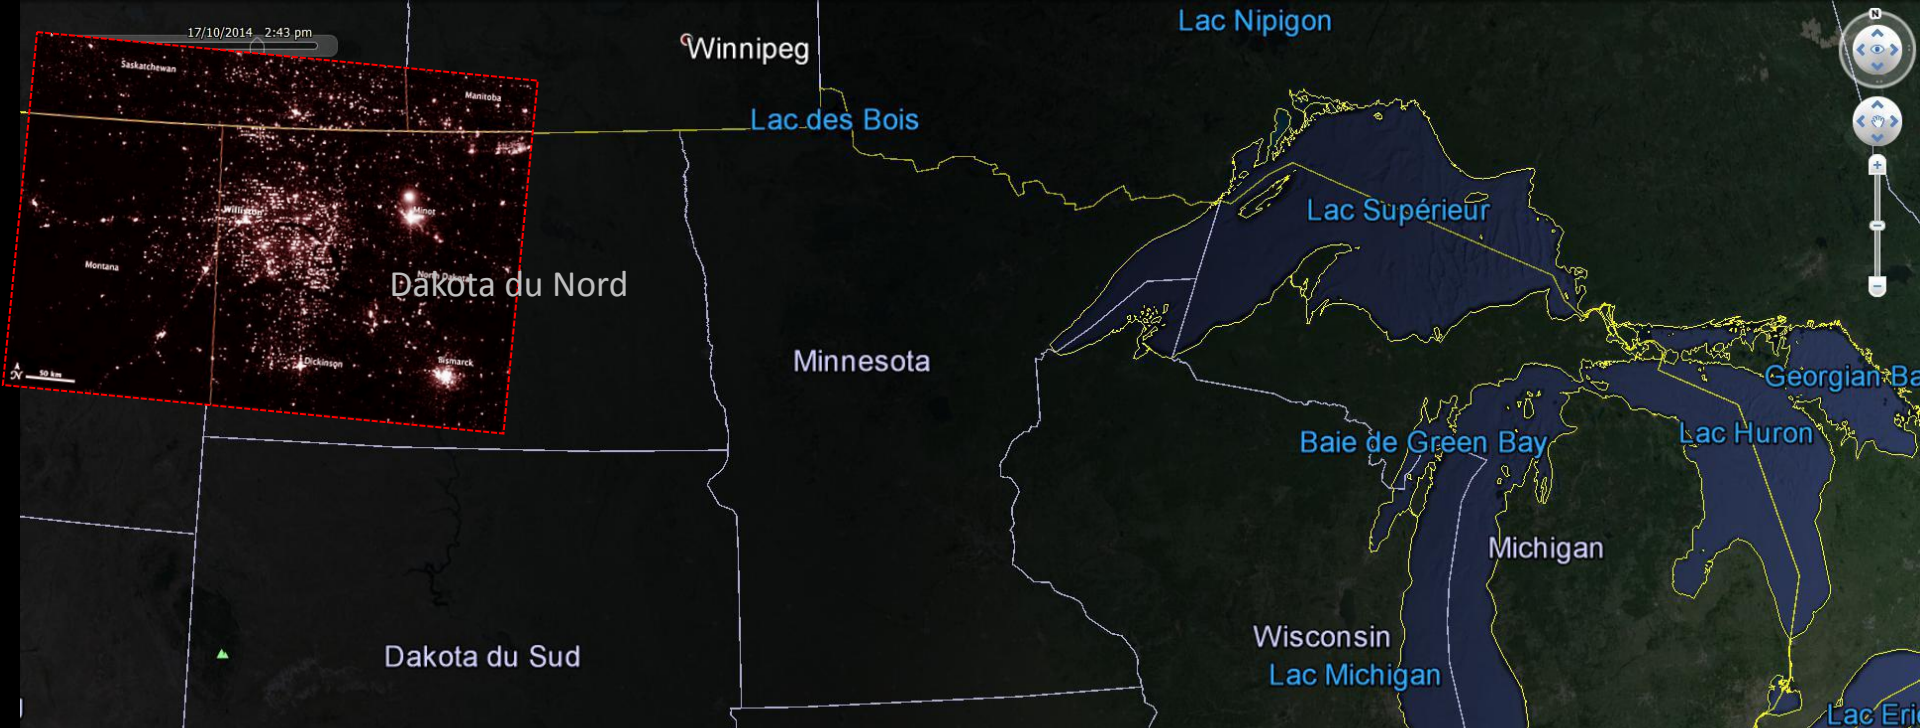 Lac Nipigon
N
17/10/2014 2:43 pm
Winnipeg
Saskatchewan
Manitoba
Lac des Bois
Williston
Minot
Lac Supérieur
Montana
North Dakota
Dakota du Nord
Minnesota
Dickinson
Bismarck
N
50 km
Georgian Ba
Baie de Green Bay
Lac Huron
Michigan
Wisconsin
Dakota du Sud
Lac Michigan
Lac Eri